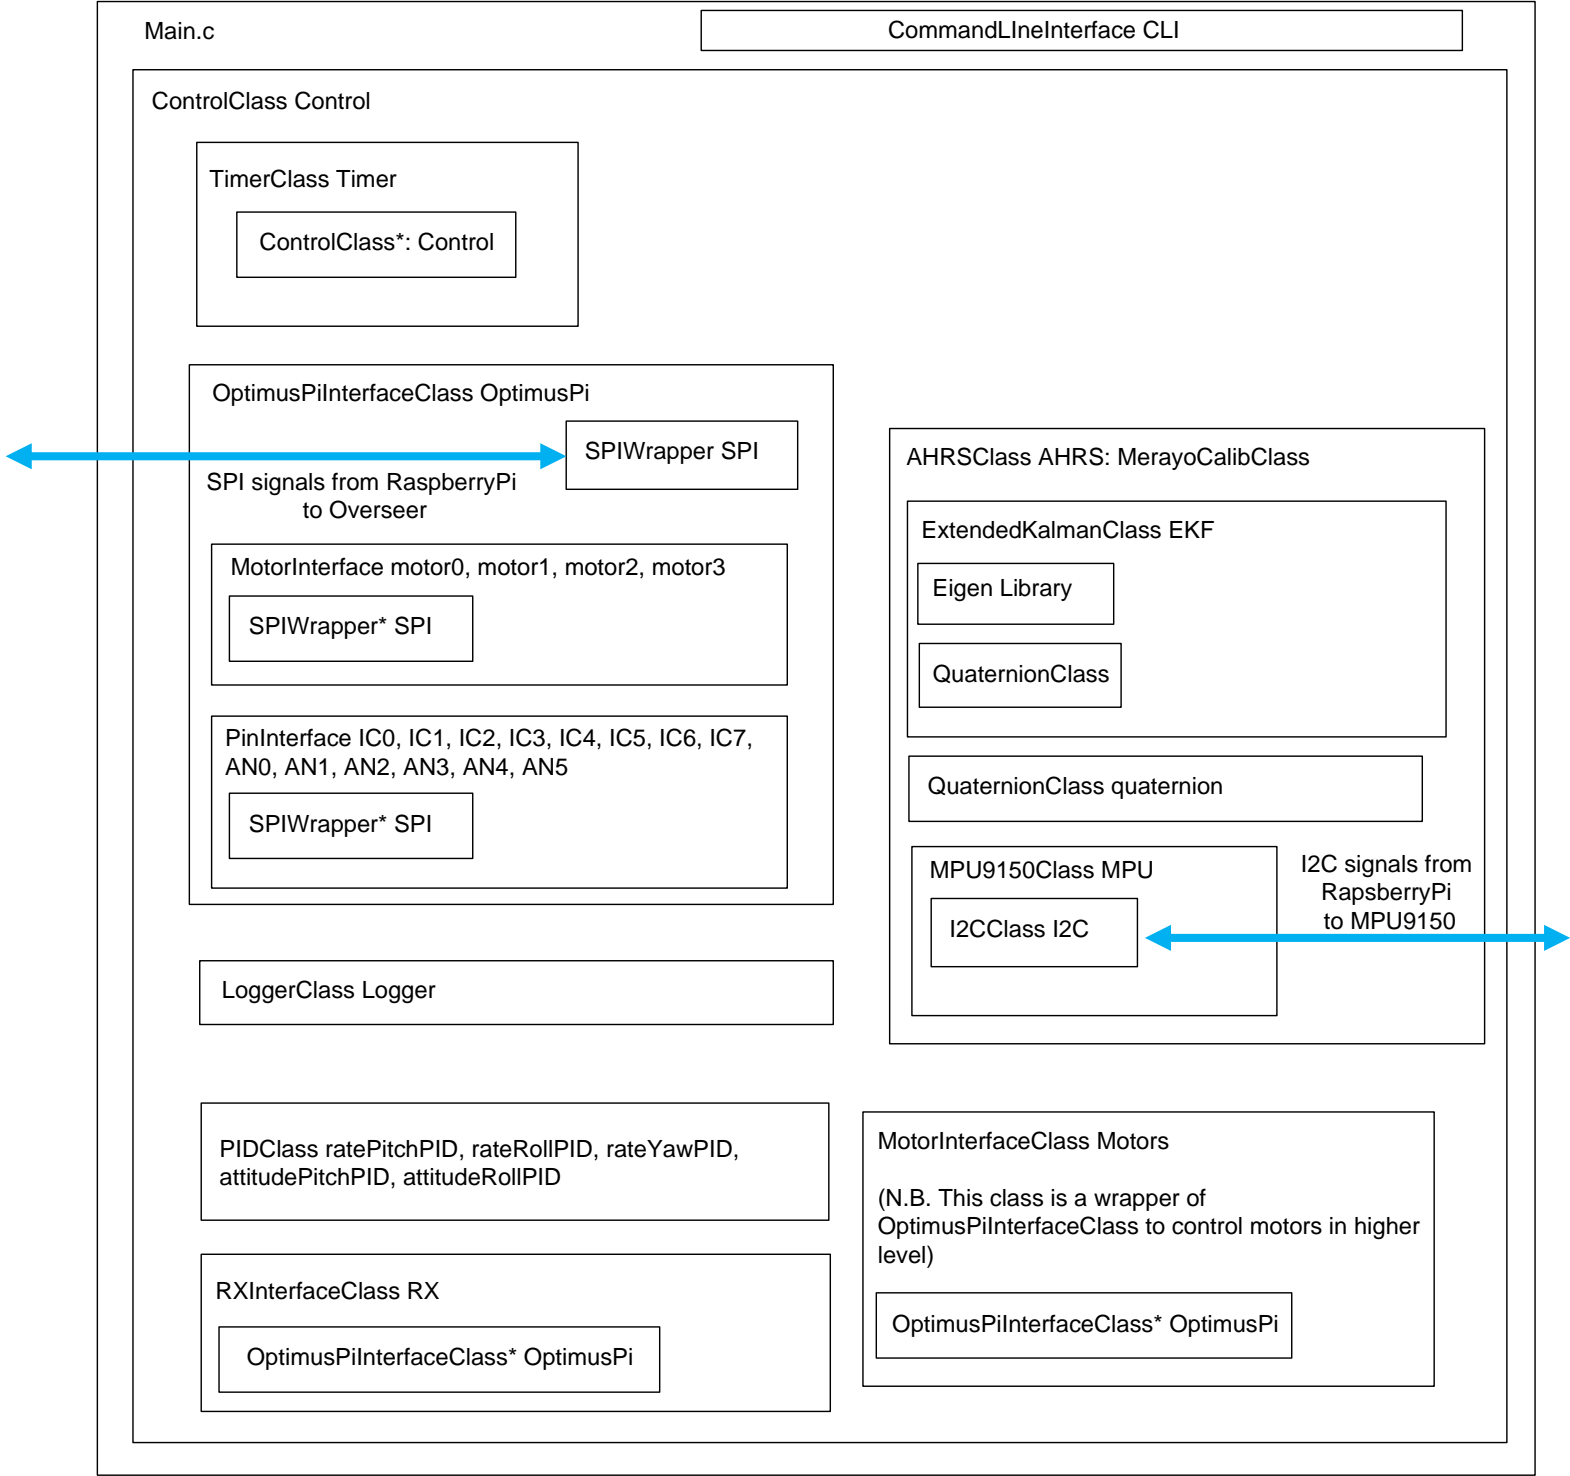 Main.c
CommandLIneInterface CLI
ControlClass Control
TimerClass Timer
ControlClass*: Control
OptimusPiInterfaceClass OptimusPi
SPIWrapper SPI
SPI signals from RaspberryPi
to Overseer
MotorInterface motor0, motor1, motor2, motor3
SPIWrapper* SPI
PinInterface IC0, IC1, IC2, IC3, IC4, IC5, IC6, IC7,
AN0, AN1, AN2, AN3, AN4, AN5
SPIWrapper* SPI
AHRSClass AHRS: MerayoCalibClass
ExtendedKalmanClass EKF
Eigen Library
QuaternionClass
QuaternionClass quaternion
MPU9150Class MPU
I2CClass I2C
I2C signals from
RapsberryPi
to MPU9150
LoggerClass Logger
PIDClass ratePitchPID, rateRollPID, rateYawPID,
attitudePitchPID, attitudeRollPID
MotorInterfaceClass Motors
(N.B. This class is a wrapper of
OptimusPiInterfaceClass to control motors in higher
level)
OptimusPiInterfaceClass* OptimusPi
RXInterfaceClass RX
OptimusPiInterfaceClass* OptimusPi